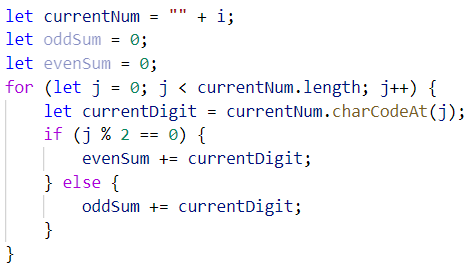 let currentNum = "" + i;
let oddSum = 0;
let evenSum = 0;
for (let j = 0; j < currentNum.length; j++) {
    let currentDigit = currentNum.charCodeAt(j);
    if (j % 2 == 0) {
        evenSum += currentDigit;
    } else {
        oddSum += currentDigit;
    }
}